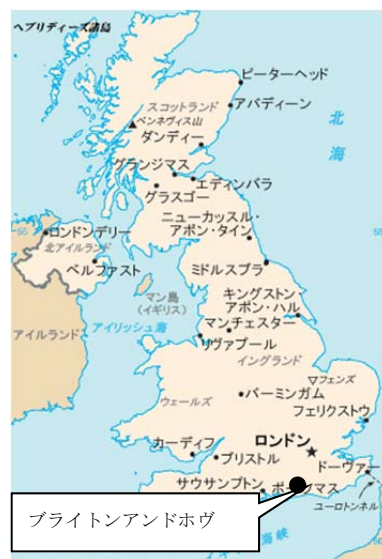 ヘブリディーズ諸島
ピーターヘッド
スコットランド
アバディーン
ベンネヴィス山
ダンディー
北海
グランジマス
エディンバラ
グラスゴー
ニューカッスル・
アポン・タイン
55
ロンドンデリー
55
北アイルランド
ベルファスト
ミドルスブラ
マン島
(イギリス)
キングストン
アポン・ハル
アイルランド
アイリッシュ海
マンチェスター
リヴァプール
イングランド
フェンズ
バーミンガム
ウェールズ
フェリクストウ
ロンドン
カーディフ
ブリストル
ドーヴァー
サウサンプトン
ユーロトンネル
ブライトンアンドホヴ
海峡